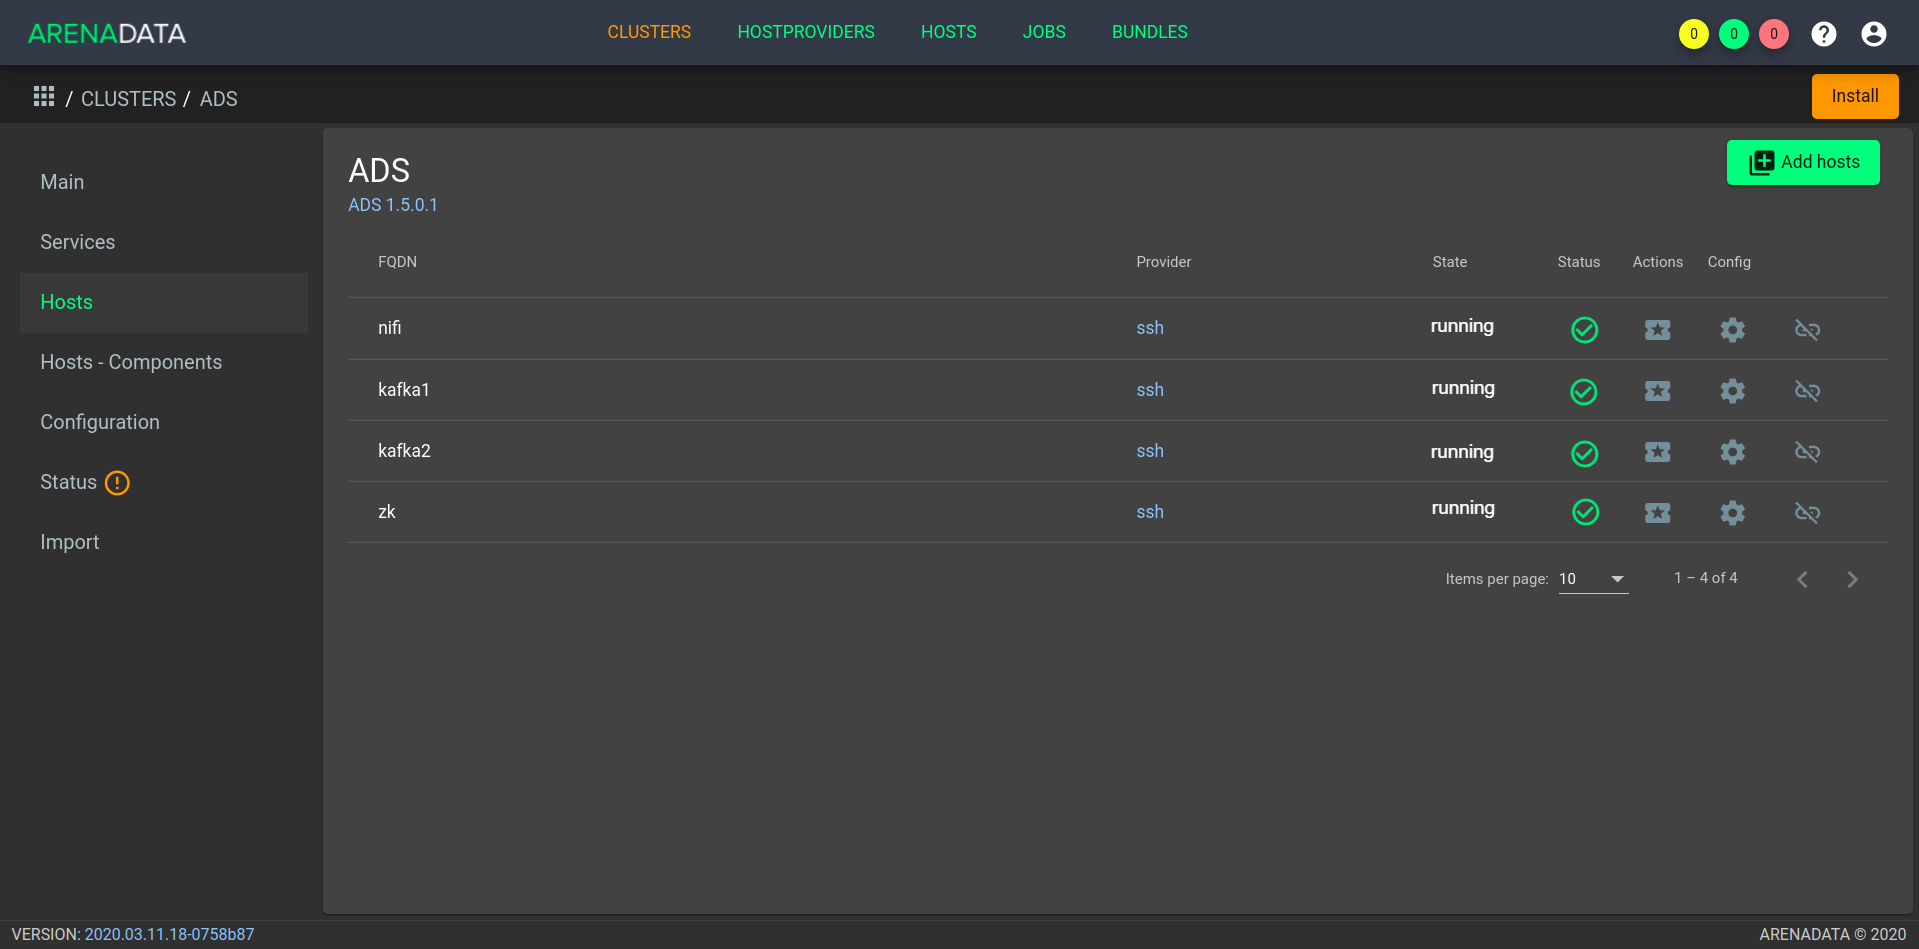 ARENADATA
CLUSTERS HOSTPROVIDERS HOSTS JOBS BUNDLES
0 0 0 ?
/ CLUSTERS / ADS
Install
Main
Services
Hosts
Hosts - Components
Configuration
Status !
Import
ADS
ADS 1.5.0.1
Add hosts
FQDN Provider State Status Actions Config
nifi ssh running
kafka1 ssh running
kafka2 ssh running
zk ssh running
Items per page: 10 1 – 4 of 4
VERSION: 2020.03.11.18-0758b87
ARENADATA © 2020